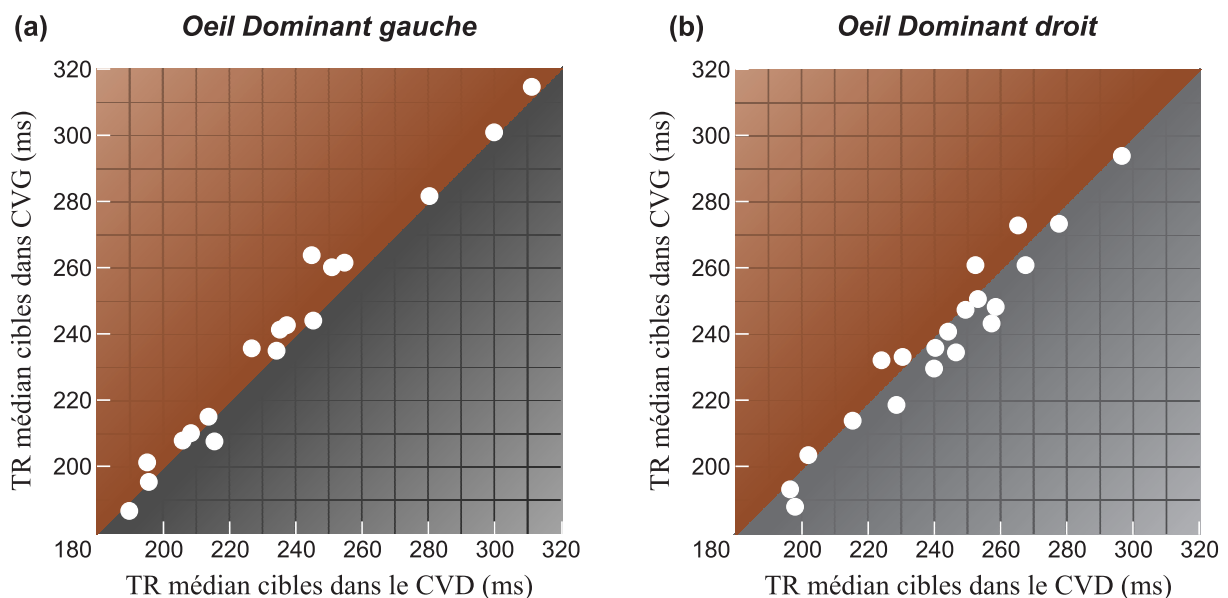 (a) Oeil Dominant gauche
320
300
280
260
240
220
200
180
200 220 240 260 280 300 320
TR médian cibles dans CVG (ms)
TR médian cibles dans le CVD (ms)
(b) Oeil Dominant droit
320
300
280
260
240
220
200
180
200 220 240 260 280 300 320
TR médian cibles dans CVG (ms)
TR médian cibles dans le CVD (ms)